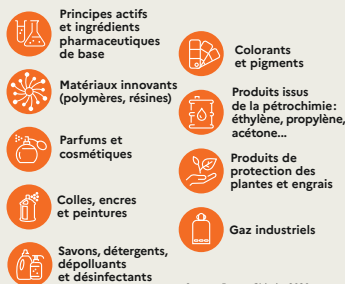 Principes actifs
et ingrédients
pharmaceutiques
de base
Matériaux innovants
(polymères, résines)
Parfums et
cosmétiques
Colles, encres
et peintures
Savons, détergents,
dépolluants
et désinfectants
Colorants
et pigments
Produits issus
de la pétrochimie :
éthylène, propylène,
acétone...
Produits de
protection des
plantes et engrais
Gaz industriels